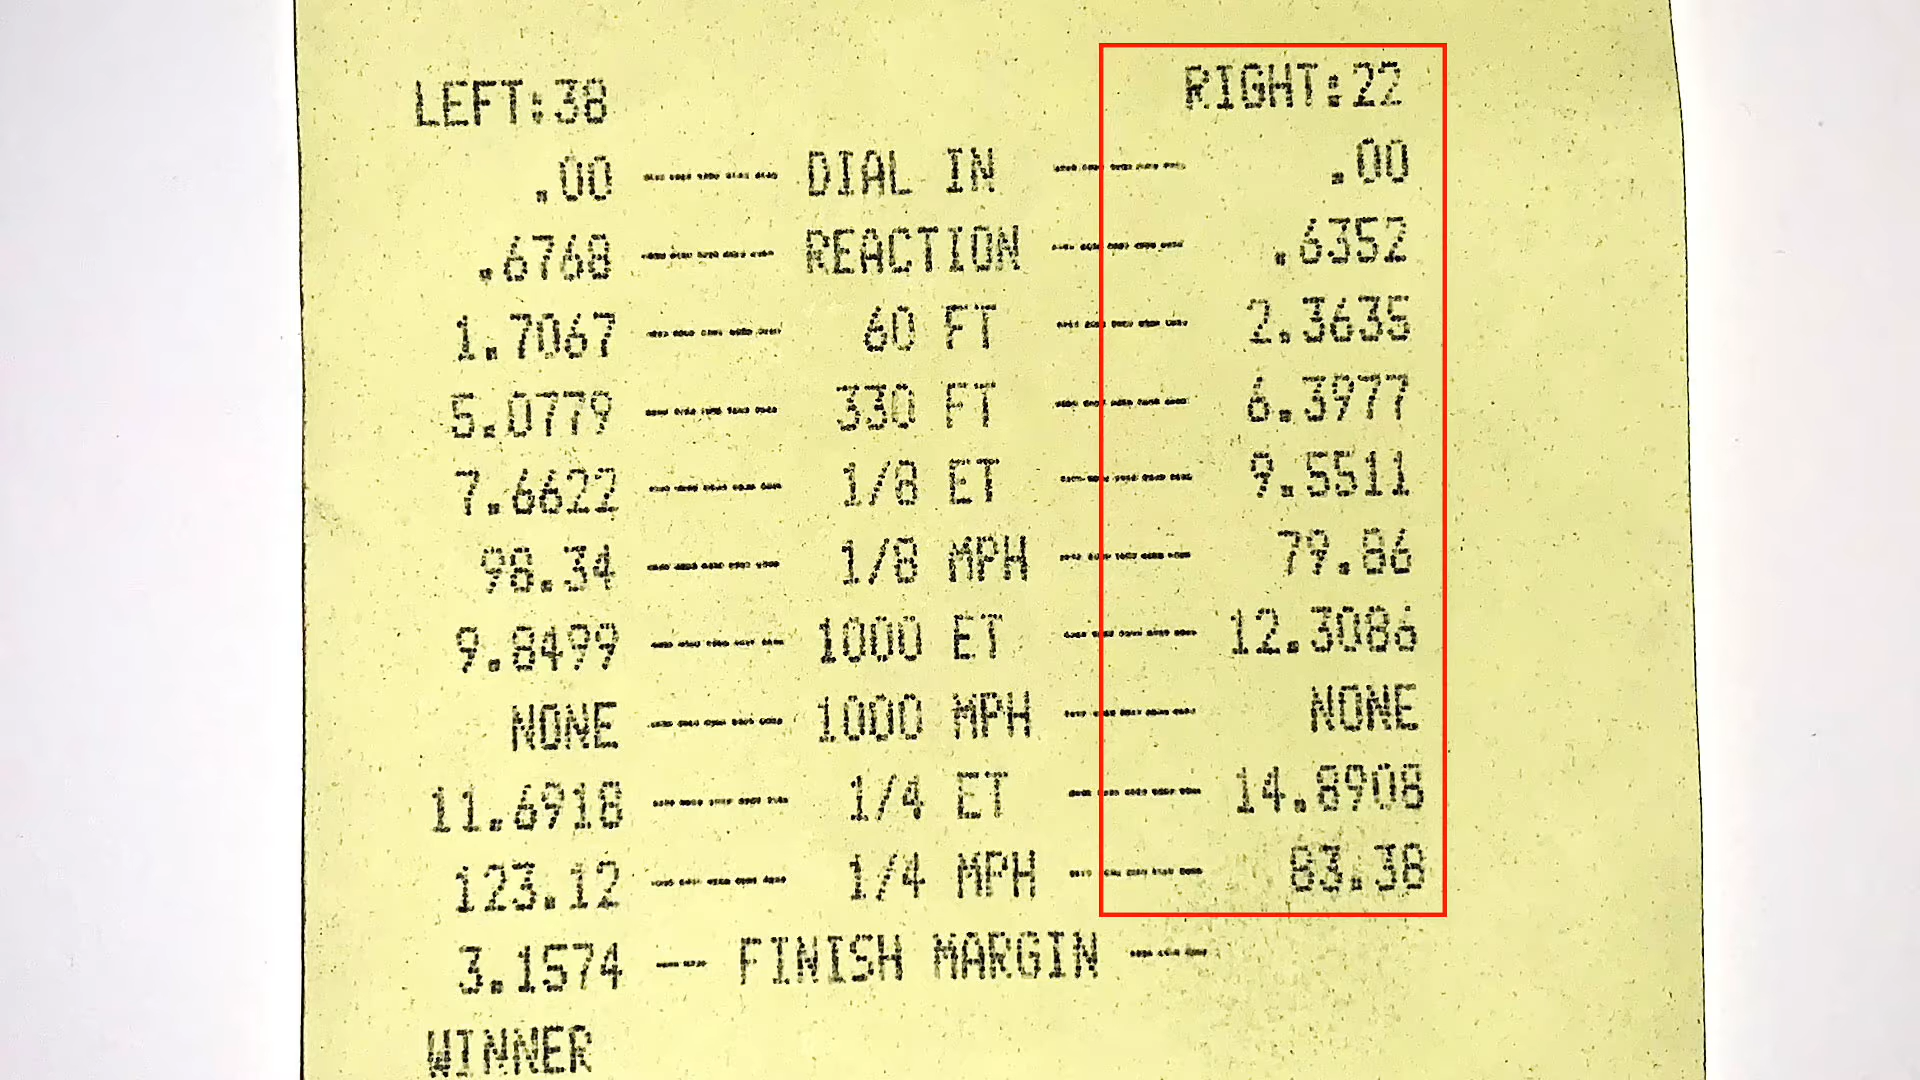 LEFT:38 RIGHT:22
.00 ---- DIAL IN ---- .00
.6768 ---- REACTION ---- .6352
1.7067 ---- 60 FT ---- 2.3635
5.0779 ---- 330 FT ---- 6.3977
7.6622 ---- 1/8 ET ---- 9.5511
98.34 ---- 1/8 MPH ---- 79.86
9.8499 ---- 1000 ET ---- 12.3086
NONE ---- 1000 MPH ---- NONE
11.6918 ---- 1/4 ET ---- 14.8908
123.12 ---- 1/4 MPH ---- 83.38
3.1574 -- FINISH MARGIN --
WINNER